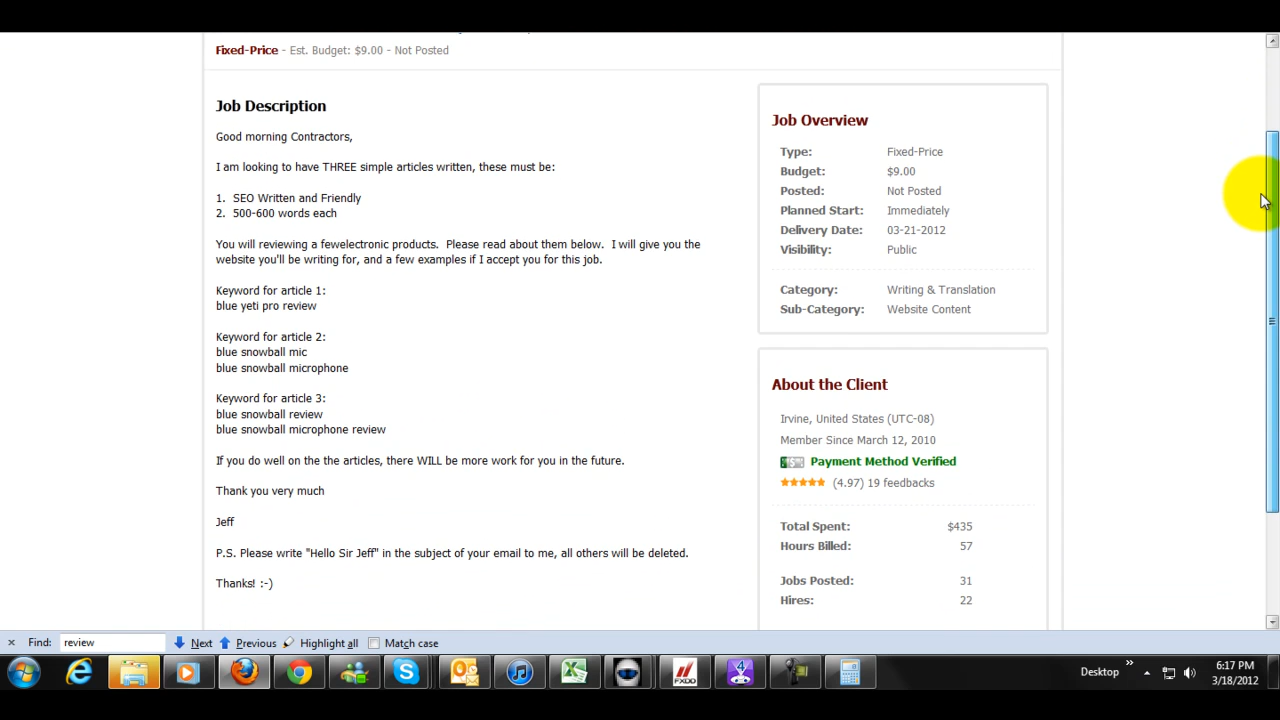 Fixed-Price - Est. Budget: $9.00 - Not Posted
Job Description
Good morning Contractors,
I am looking to have THREE simple articles written, these must be:
1. SEO Written and Friendly
2. 500-600 words each
You will reviewing a fewelectronic products. Please read about them below. I will give you the
website you'll be writing for, and a few examples if I accept you for this job.
Keyword for article 1:
blue yeti pro review
Keyword for article 2:
blue snowball mic
blue snowball microphone
Keyword for article 3:
blue snowball review
blue snowball microphone review
If you do well on the the articles, there WILL be more work for you in the future.
Thank you very much
Jeff
P.S. Please write "Hello Sir Jeff" in the subject of your email to me, all others will be deleted.
Thanks! :-)
Job Overview
Type: Fixed-Price
Budget: $9.00
Posted: Not Posted
Planned Start: Immediately
Delivery Date: 03-21-2012
Visibility: Public
Category: Writing & Translation
Sub-Category: Website Content
About the Client
Irvine, United States (UTC-08)
Member Since March 12, 2010
Payment Method Verified
(4.97) 19 feedbacks
Total Spent: $435
Hours Billed: 57
Jobs Posted: 31
Hires: 22
× Find: review Next Previous Highlight all Match case
FXDD
4
Desktop »
6:17 PM
3/18/2012